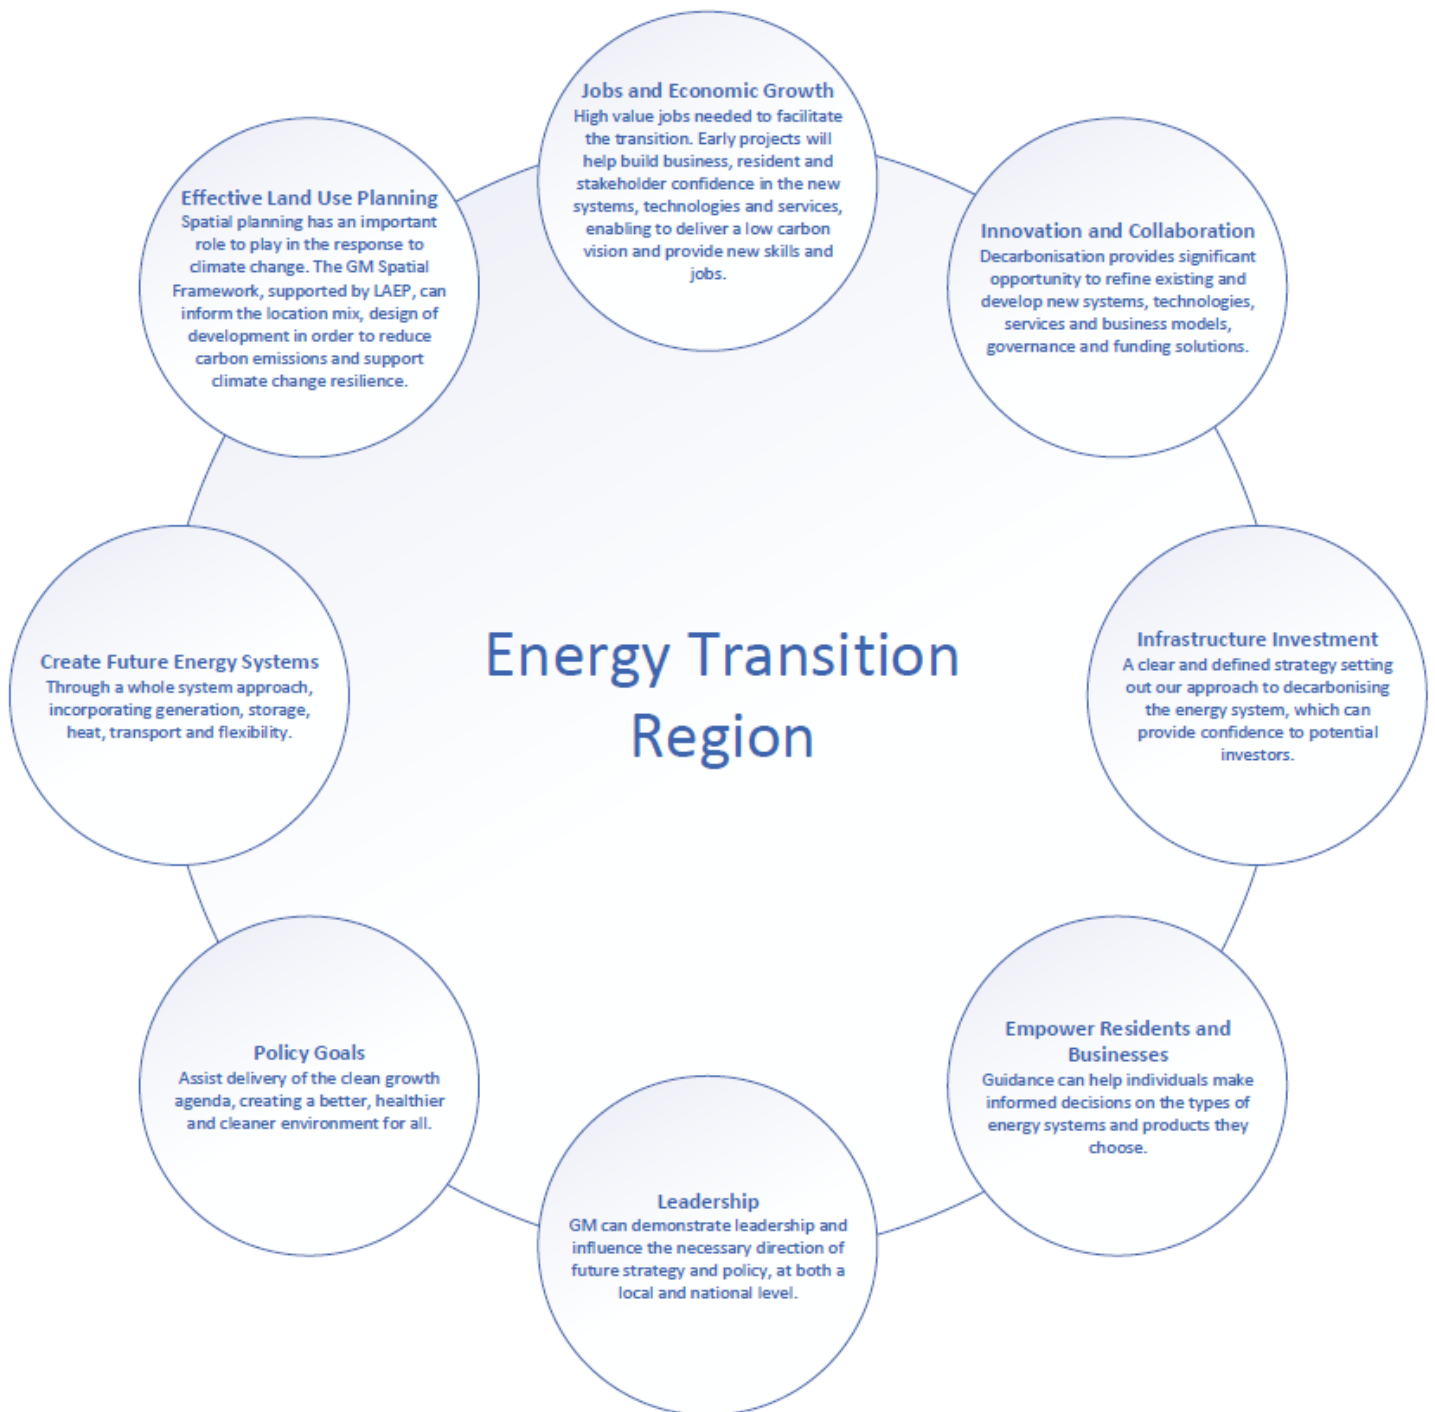 Jobs and Economic Growth
High value jobs needed to facilitate
the transition. Early projects will
help build business, resident and
stakeholder confidence in the new
systems, technologies and services,
enabling to deliver a low carbon
vision and provide new skills and
jobs.
Innovation and Collaboration
Decarbonisation provides significant
opportunity to refine existing and
develop new systems, technologies,
services and business models,
governance and funding solutions.
Infrastructure Investment
A clear and defined strategy setting
out our approach to decarbonising
the energy system, which can
provide confidence to potential
investors.
Empower Residents and
Businesses
Guidance can help individuals make
informed decisions on the types of
energy systems and products they
choose.
Leadership
GM can demonstrate leadership and
influence the necessary direction of
future strategy and policy, at both a
local and national level.
Policy Goals
Assist delivery of the clean growth
agenda, creating a better, healthier
and cleaner environment for all.
Create Future Energy Systems
Through a whole system approach,
incorporating generation, storage,
heat, transport and flexibility.
Effective Land Use Planning
Spatial planning has an important
role to play in the response to
climate change. The GM Spatial
Framework, supported by LAEP, can
inform the location mix, design of
development in order to reduce
carbon emissions and support
climate change resilience.
Energy Transition
Region